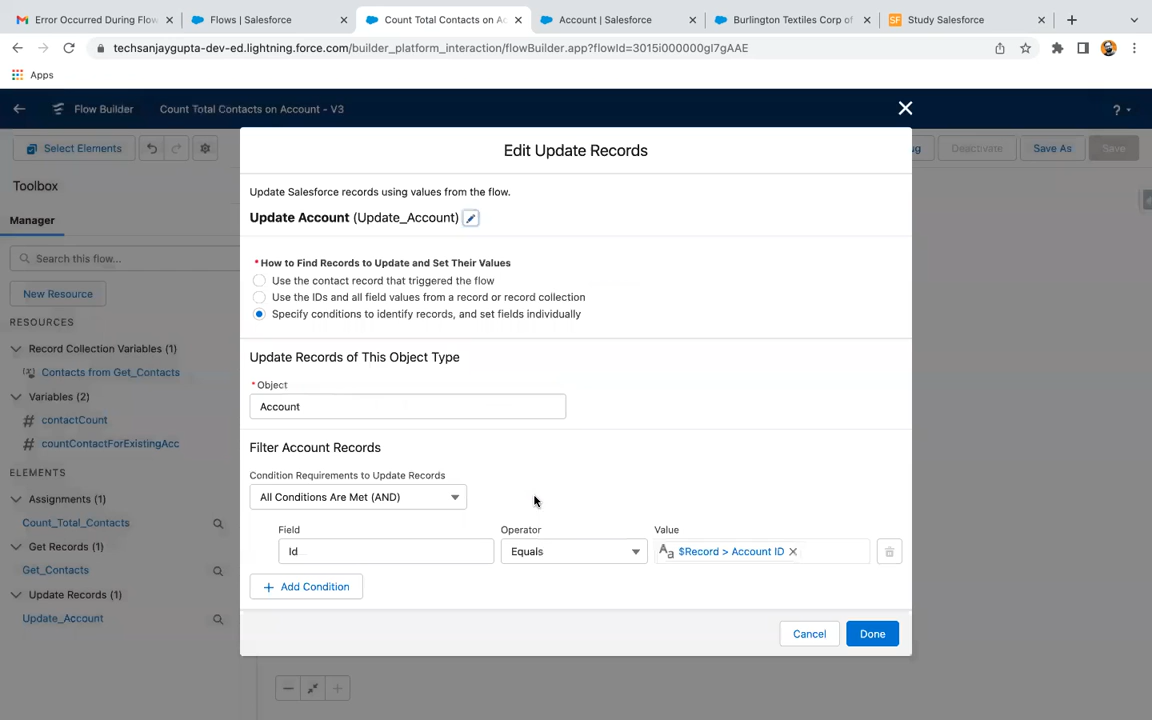 Error Occurred During Flow
Flows | Salesforce
Count Total Contacts on Ac
Account | Salesforce
Burlington Textiles Corp of
Study Salesforce
techsanjaygupta-dev-ed.lightning.force.com/builder_platform_interaction/flowBuilder.app?flowId=3015i000000gl7gAAE
Apps
Flow Builder
Count Total Contacts on Account - V3
?
Select Elements
ug
Deactivate
Save As
Save
Toolbox
Manager
Search this flow...
New Resource
RESOURCES
Record Collection Variables (1)
Contacts from Get_Contacts
Variables (2)
contactCount
countContactForExistingAcc
ELEMENTS
Assignments (1)
Count_Total_Contacts
Get Records (1)
Get_Contacts
Update Records (1)
Update_Account
Edit Update Records
Update Salesforce records using values from the flow.
Update Account (Update_Account)
* How to Find Records to Update and Set Their Values
Use the contact record that triggered the flow
Use the IDs and all field values from a record or record collection
Specify conditions to identify records, and set fields individually
Update Records of This Object Type
* Object
Account
Filter Account Records
Condition Requirements to Update Records
All Conditions Are Met (AND)
Field Operator Value
Id Equals Aa $Record > Account ID
Add Condition
Cancel Done